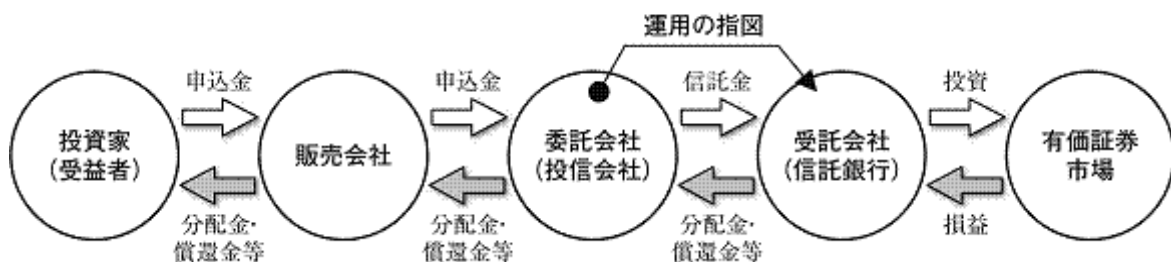 運用の指図
申込金
申込金
信託金
投資
投資家
(受益者)
販売会社
委託会社
(投信会社)
受託会社
(信託銀行)
有価証券
市場
分配金・
償還金等
分配金・
償還金等
分配金・
償還金等
損益